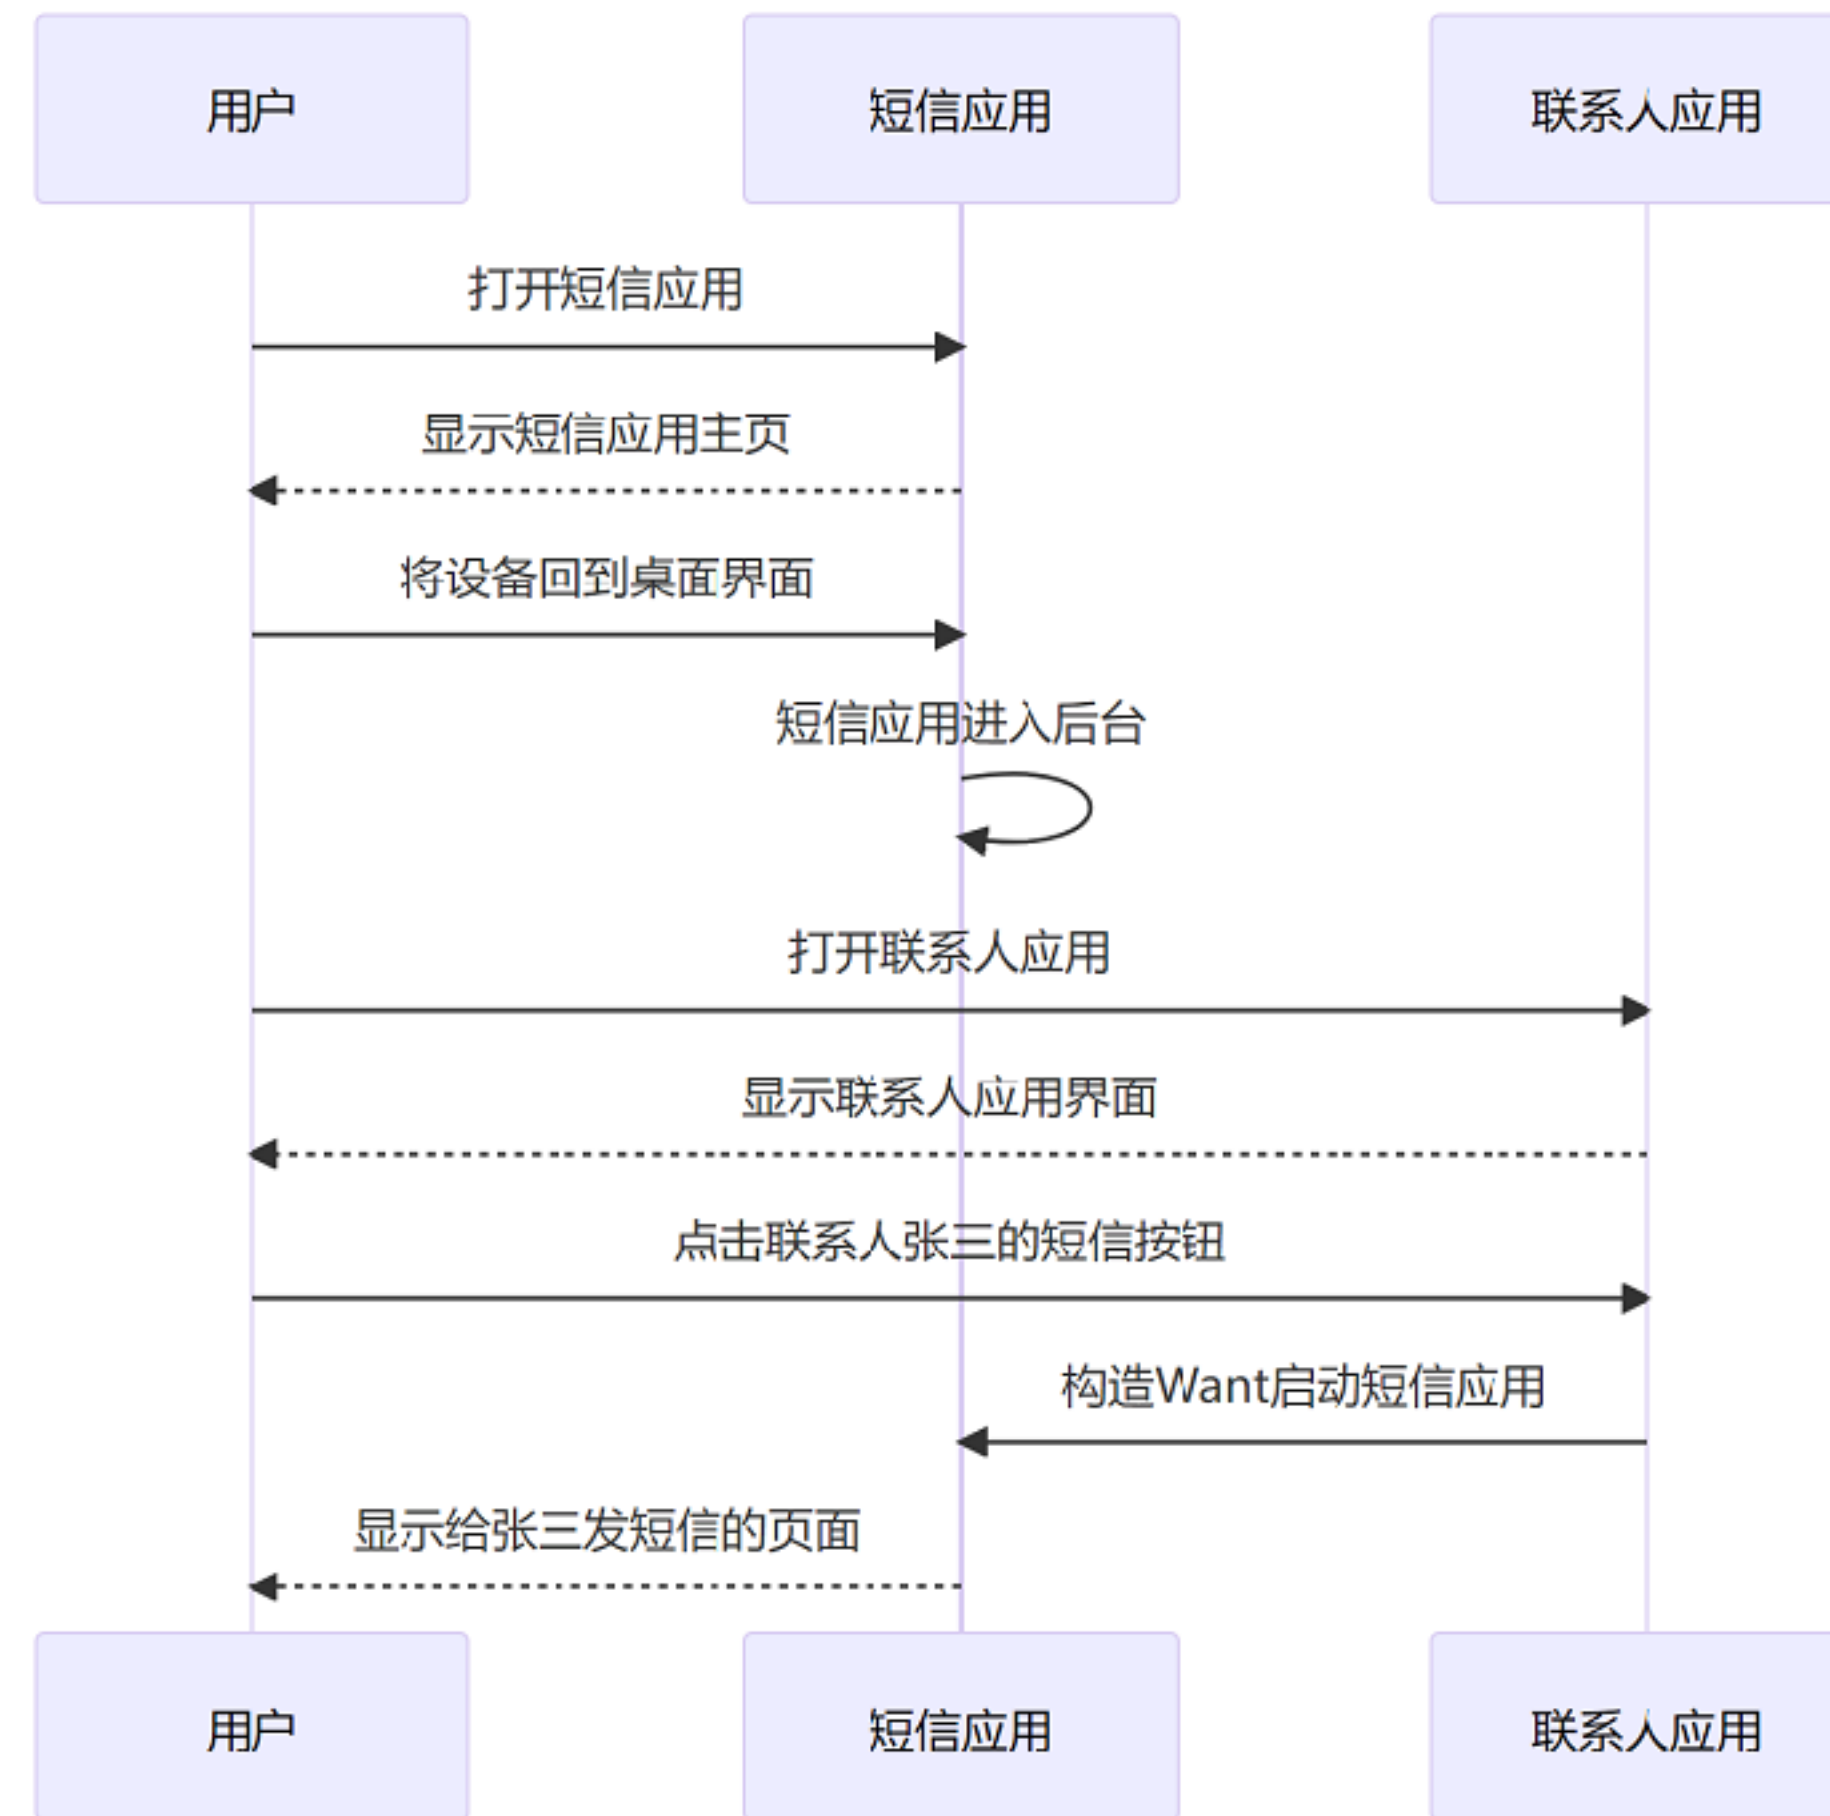 用户
短信应用
联系人应用
打开短信应用
显示短信应用主页
将设备回到桌面界面
短信应用进入后台
打开联系人应用
显示联系人应用界面
点击联系人张三的短信按钮
构造Want启动短信应用
显示给张三发短信的页面
用户
短信应用
联系人应用